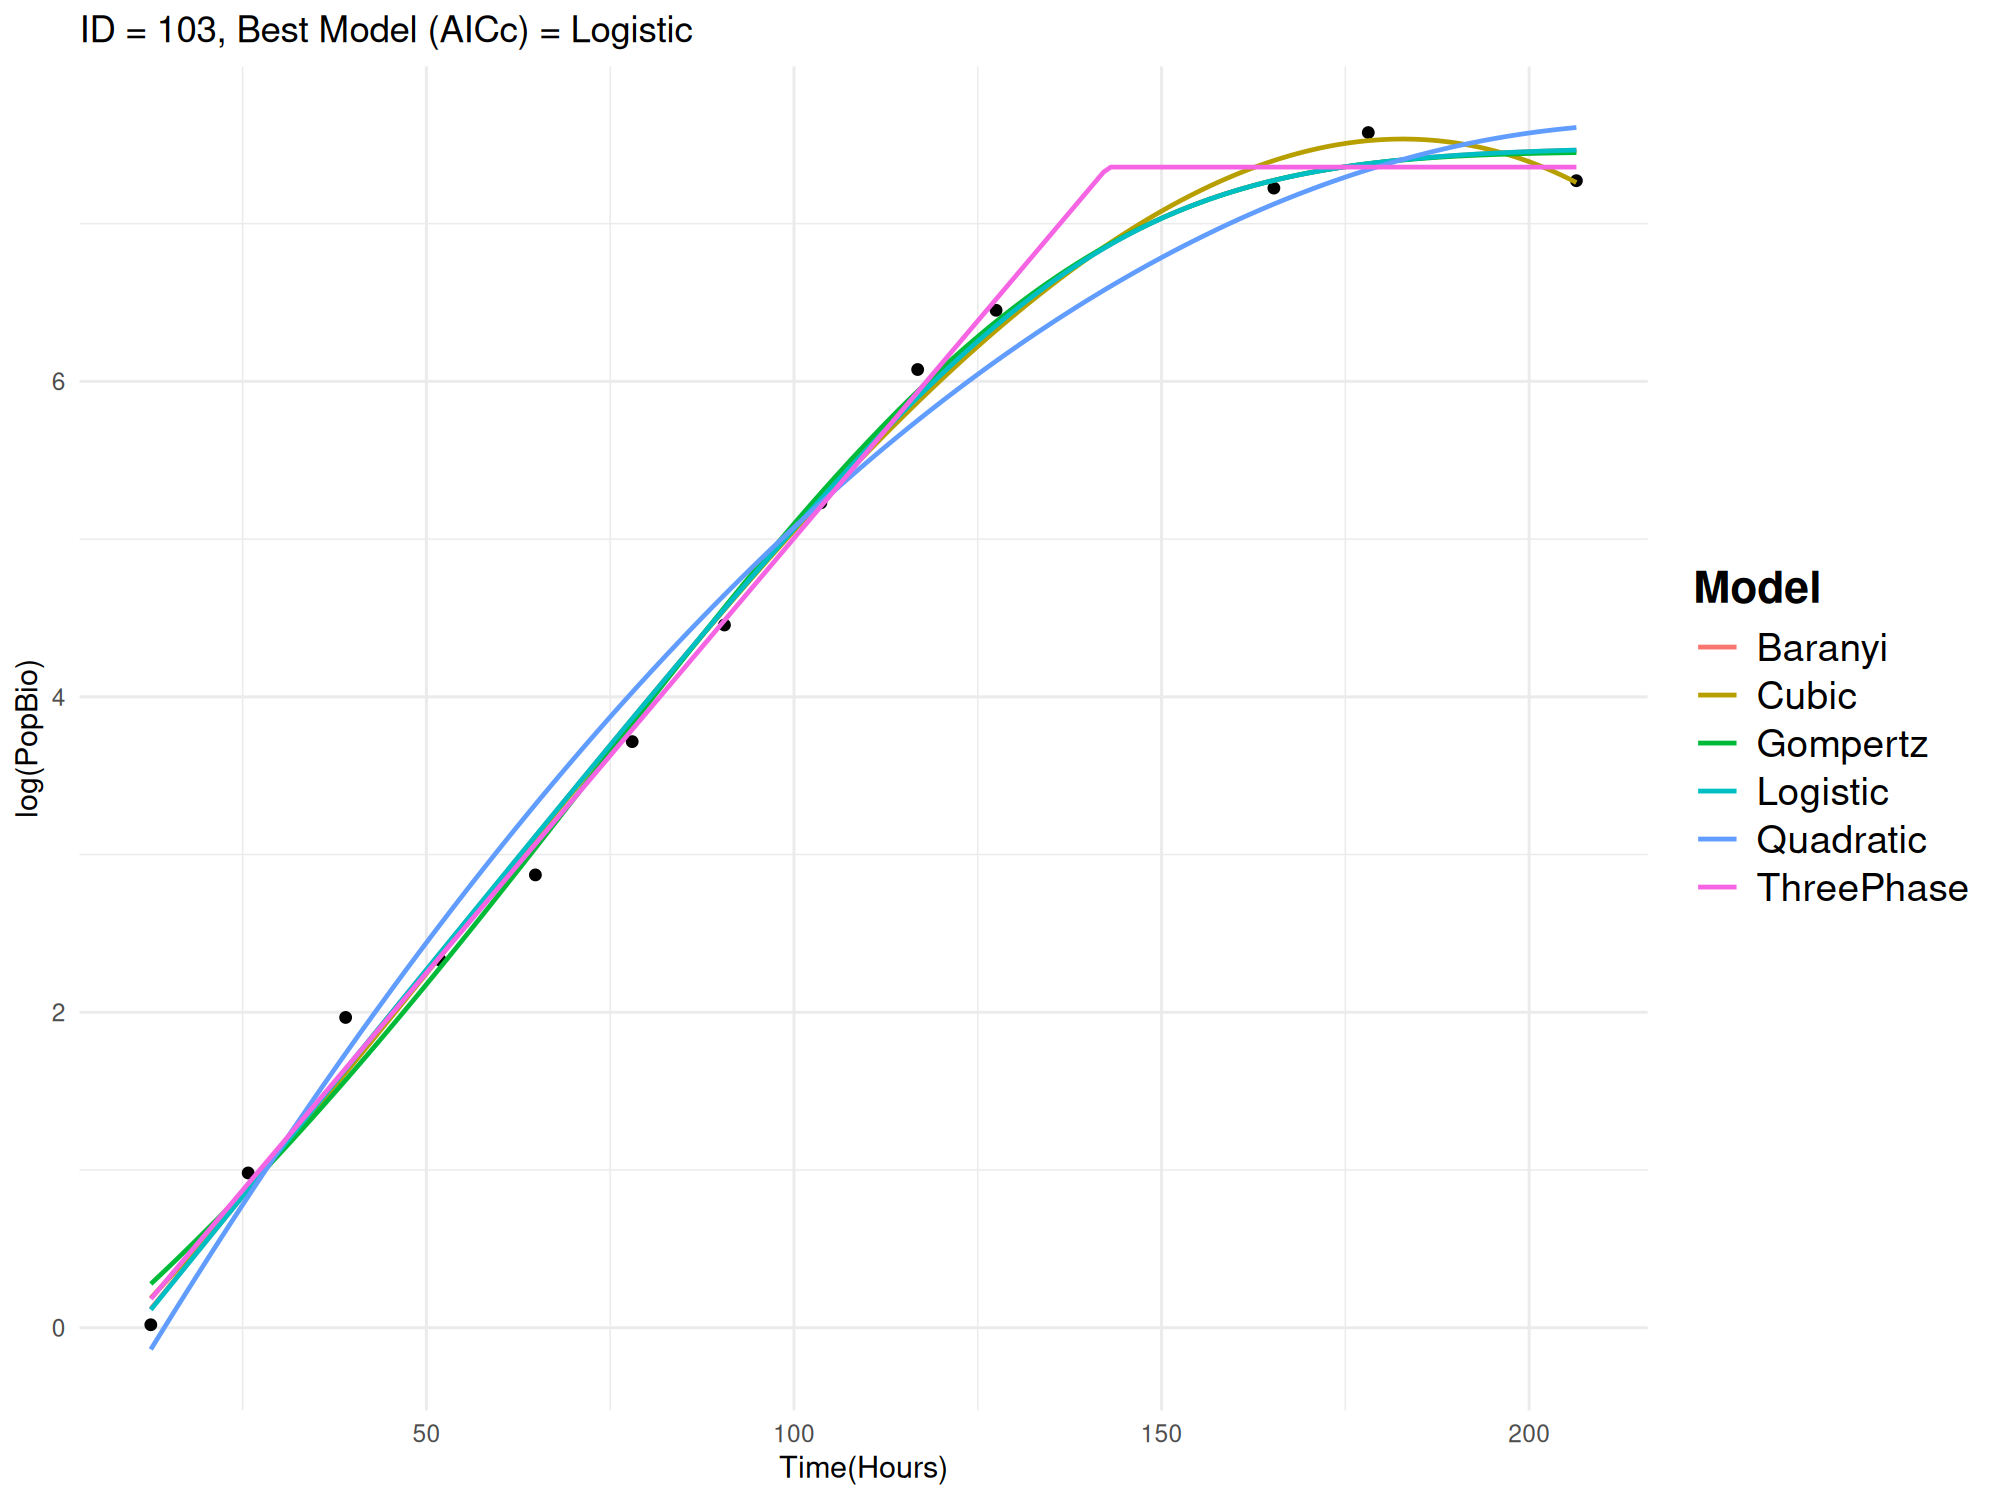 ID = 103, Best Model (AICc) = Logistic
log(PopBio)
6
4
2
0
50
100
150
200
Time(Hours)
Model
Baranyi
Cubic
Gompertz
Logistic
Quadratic
ThreePhase